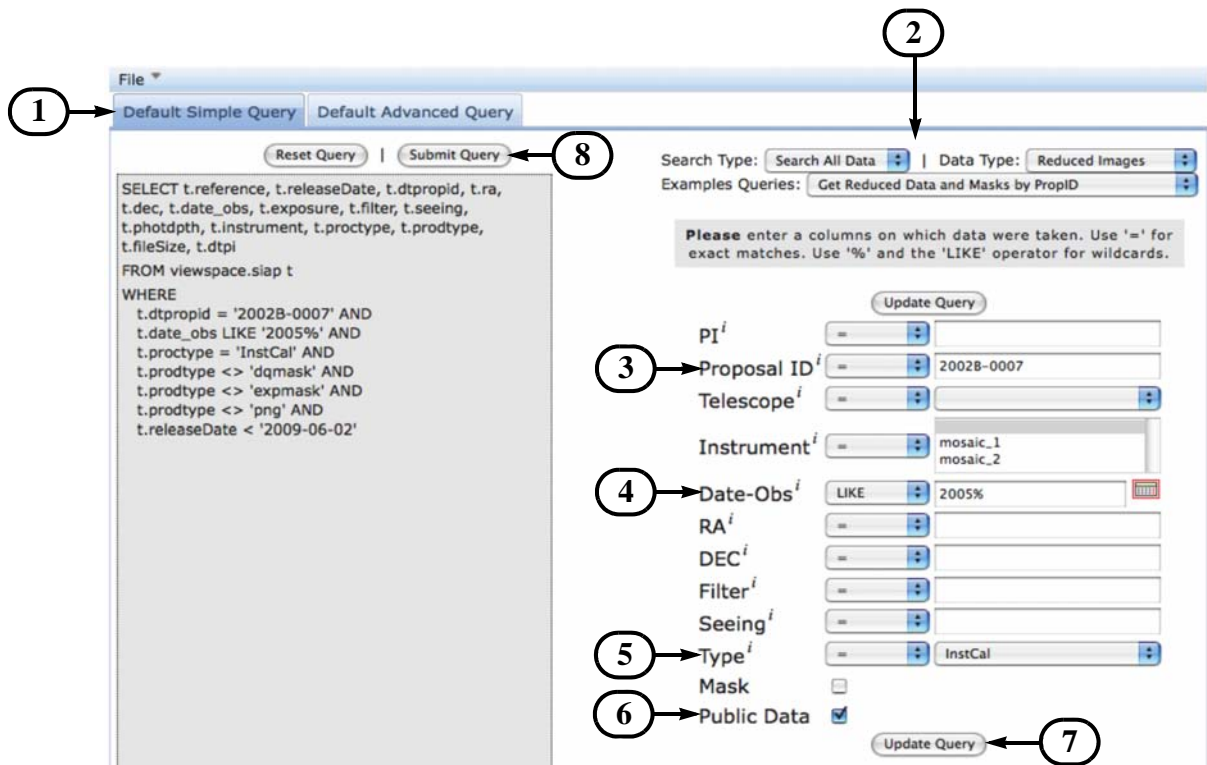 2
File
1
Default Simple Query
Default Advanced Query
Reset Query | Submit Query
8
SELECT t.reference, t.releaseDate, t.dtpropid, t.ra,
t.dec, t.date_obs, t.exposure, t.filter, t.seeing,
t.photdpth, t.instrument, t.proctype, t.prodtype,
t.fileSize, t.dtpi
FROM viewspace.siap t
WHERE
t.dtpropid = '2002B-0007' AND
t.date_obs LIKE '2005%' AND
t.proctype = 'InstCal' AND
t.prodtype <> 'dqmask' AND
t.prodtype <> 'expmask' AND
t.prodtype <> 'png' AND
t.releaseDate < '2009-06-02'
Search Type: Search All Data | Data Type: Reduced Images
Examples Queries: Get Reduced Data and Masks by PropID
Please enter a columns on which data were taken. Use '=' for
exact matches. Use '%' and the 'LIKE' operator for wildcards.
Update Query
PI i =
3 Proposal ID i = 2002B-0007
Telescope i =
Instrument i = mosaic_1
mosaic_2
4 Date-Obs i LIKE 2005%
RA i =
DEC i =
Filter i =
Seeing i =
5 Type i = InstCal
Mask
6 Public Data
Update Query 7